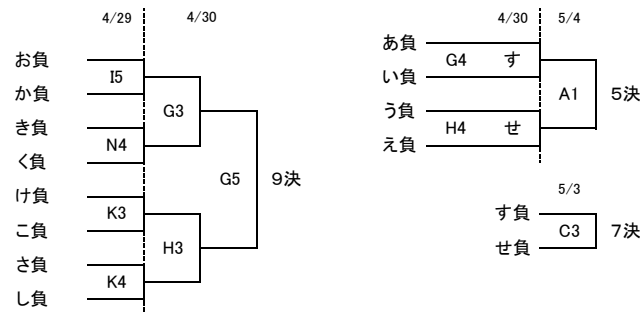 4/29 4/30
お負
か負
I5
き負
く負
N4
G3
け負
こ負
K3
さ負
し負
K4
H3
G5
9決
4/30 5/4
あ負
い負
G4 す
う負
え負
H4 せ
A1
5決
5/3
す負
せ負
C3
7決